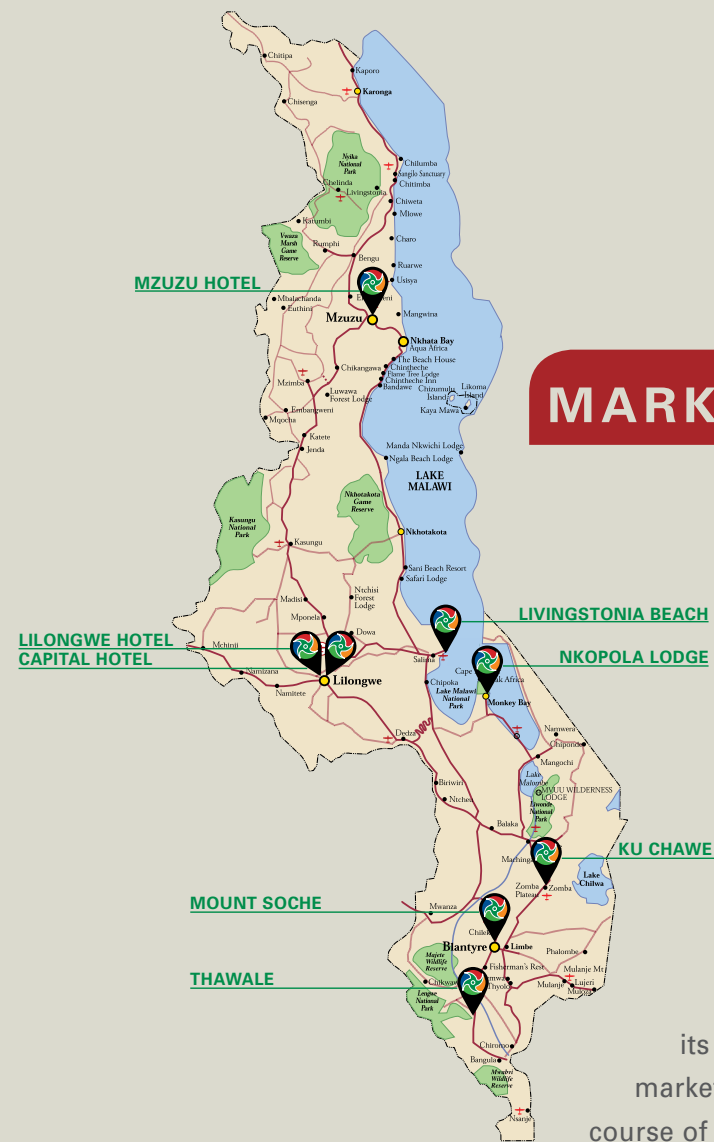 Chitipa
Kaporo
Karonga
Chisenga
Nyika
National
Park
Chilumba
Sangilo Sanctuary
Chitimba
Chelinda
Livingstonia
Chiweta
Mlowe
Katumbi
Vwaza
Marsh
Game
Reserve
Rumphi
Charo
Bengu
Ruarwe
Usisya
MZUZU HOTEL
Mbalachanda
Euthini
Mangwina
Mzuzu
Nkhata Bay
Aqua Africa
The Beach House
Chintheche
Flame Tree Lodge
Chintheche Inn
Bandawe
Chikangawa
Mzimba
Luwawa
Forest Lodge
Chizumulu
Island
Likoma
Island
Kaya Mawa
MARK
Embangweni
Mqocha
Katete
Jenda
Manda Nkwichi Lodge
Ngala Beach Lodge
LAKE
MALAWI
Nkhotakota
Game
Reserve
Kasungu
National
Park
Nkhotakota
Kasungu
Sani Beach Resort
Safari Lodge
Ntchisi
Forest
Lodge
Madisi
Mponela
Dowa
LIVINGSTONIA BEACH
LILONGWE HOTEL
CAPITAL HOTEL
NKOPOLA LODGE
Mchinji
Salima
Namizana
Namitete
Lilongwe
Cape
Chipoka
Lake Malawi
National
Park
Monkey Bay
Dedza
Namwera
Chiponde
Mangochi
Lake
Malombe
MVUU WILDERNESS
LODGE
Liwonde
National
Park
Biriwiri
Ntcheu
Balaka
Machinga
KU CHAWE
Zomba
Plateau
Zomba
Lake
Chilwa
MOUNT SOCHE
Mwanza
Blantyre
Limbe
Phalombe
Majete
Wildlife
Reserve
Fisherman's Rest
THAWALE
Thyolo
Mulanje Mt
Mulanje
Lujeri
Lengwe
National
Park
Chiromo
Bangula
Wildlife
Reserve
Nsanje
its
market
course of